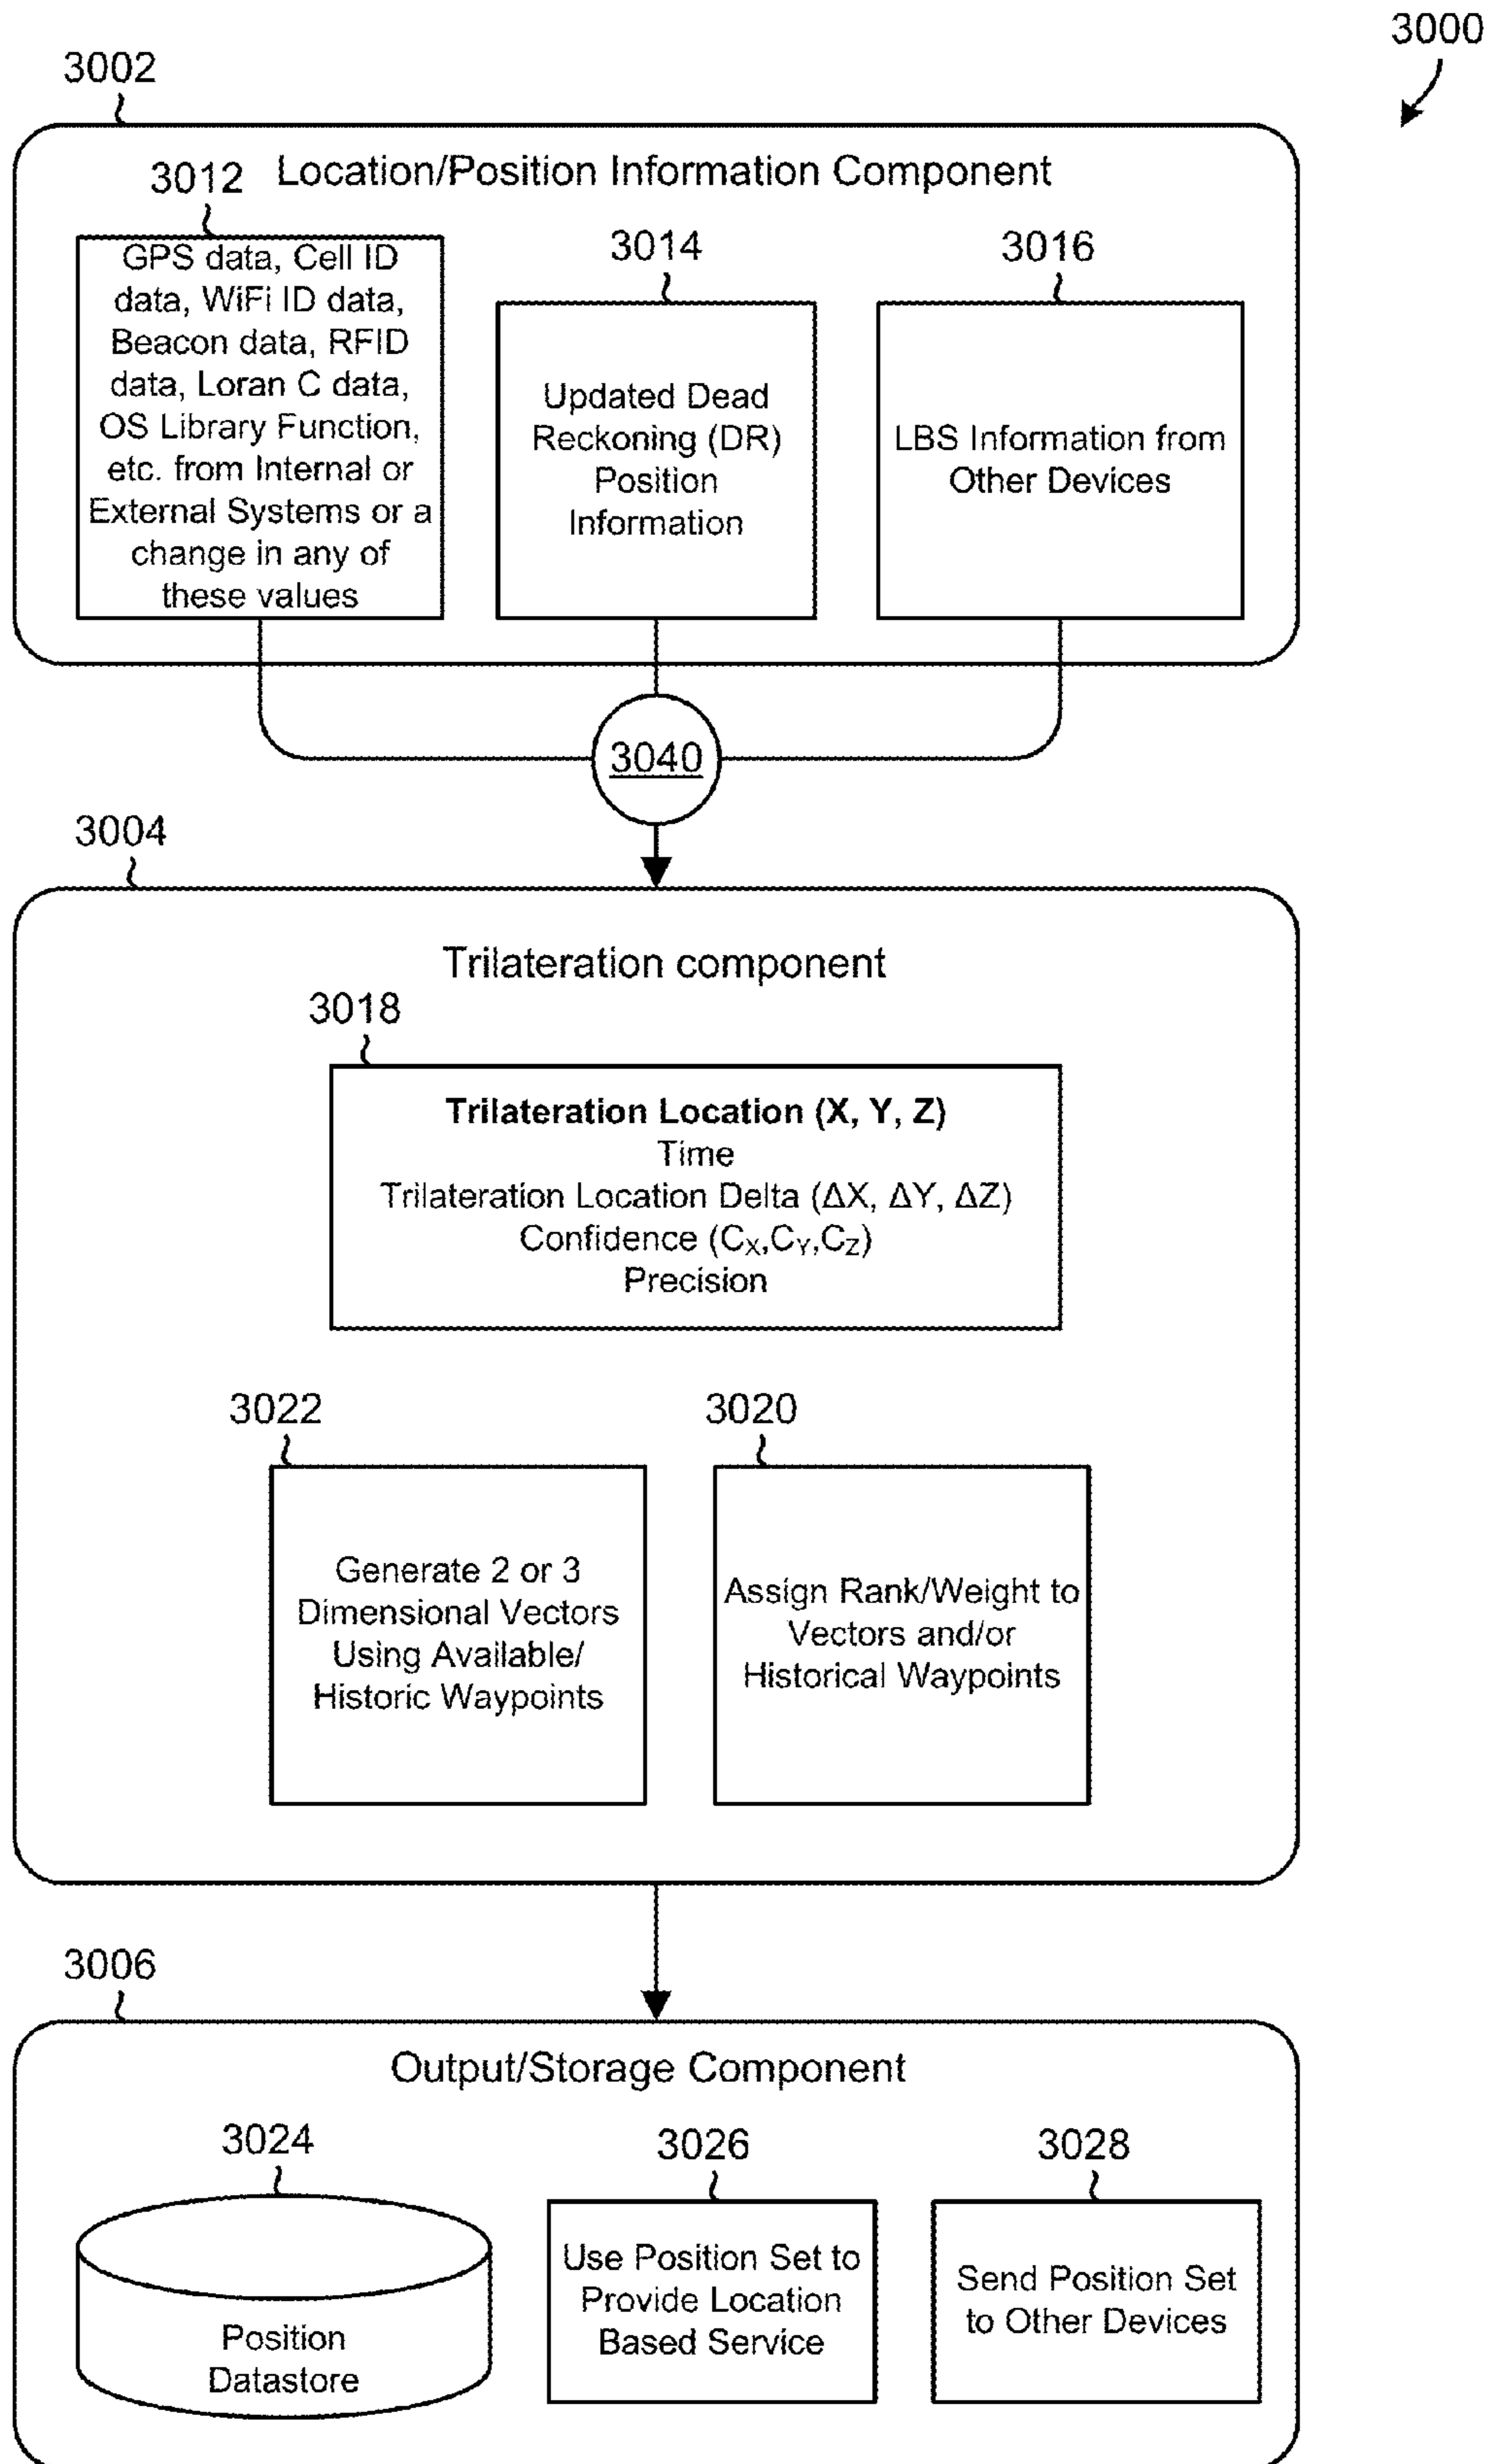 3000
3002
Location/Position Information Component
3012
GPS data, Cell ID
data, WiFi ID data,
Beacon data, RFID
data, Loran C data,
OS Library Function,
etc. from Internal or
External Systems or a
change in any of
these values
3014
Updated Dead
Reckoning (DR)
Position
Information
3016
LBS Information from
Other Devices
3040
3004
Trilateration component
3018
Trilateration Location (X, Y, Z)
Time
Trilateration Location Delta (ΔX, ΔY, ΔZ)
Confidence (CX,CY,CZ)
Precision
3022
Generate 2 or 3
Dimensional Vectors
Using Available/
Historic Waypoints
3020
Assign Rank/Weight to
Vectors and/or
Historical Waypoints
3006
Output/Storage Component
3024
Position
Datastore
3026
Use Position Set to
Provide Location
Based Service
3028
Send Position Set
to Other Devices